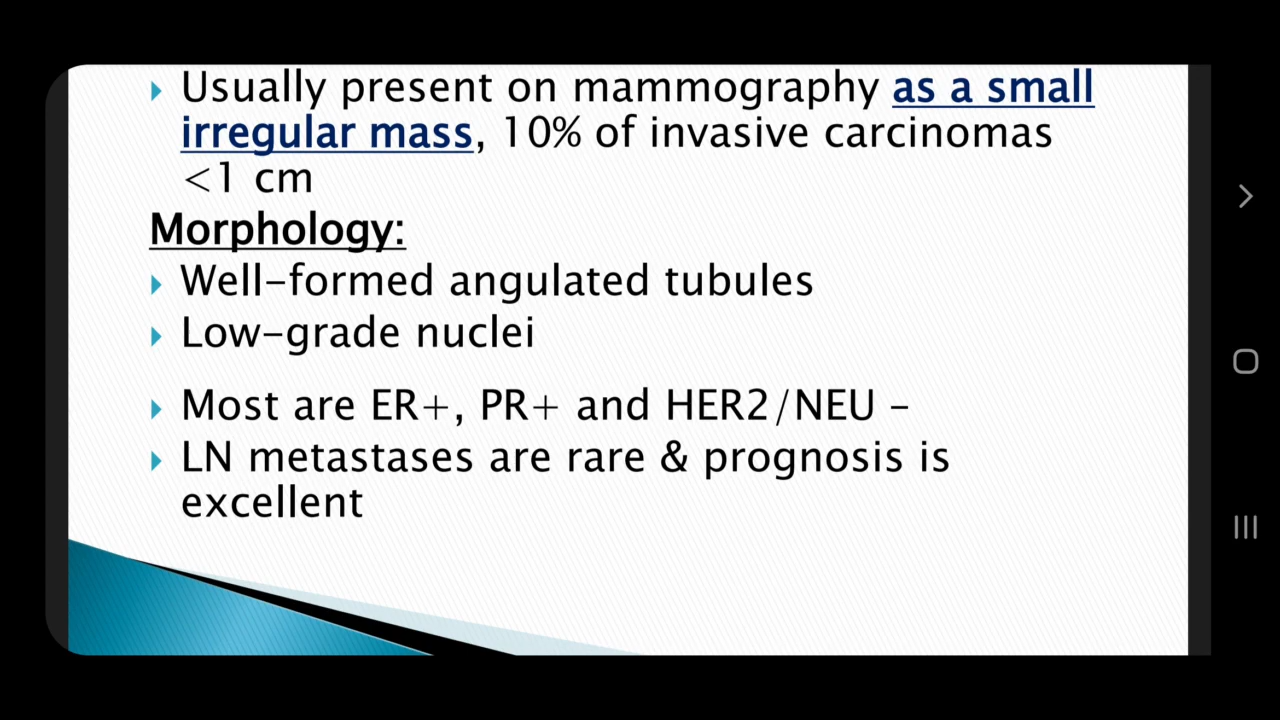 Usually present on mammography as a small
irregular mass, 10% of invasive carcinomas
<1 cm
Morphology:
Well-formed angulated tubules
Low-grade nuclei
Most are ER+, PR+ and HER2/NEU -
LN metastases are rare & prognosis is
excellent